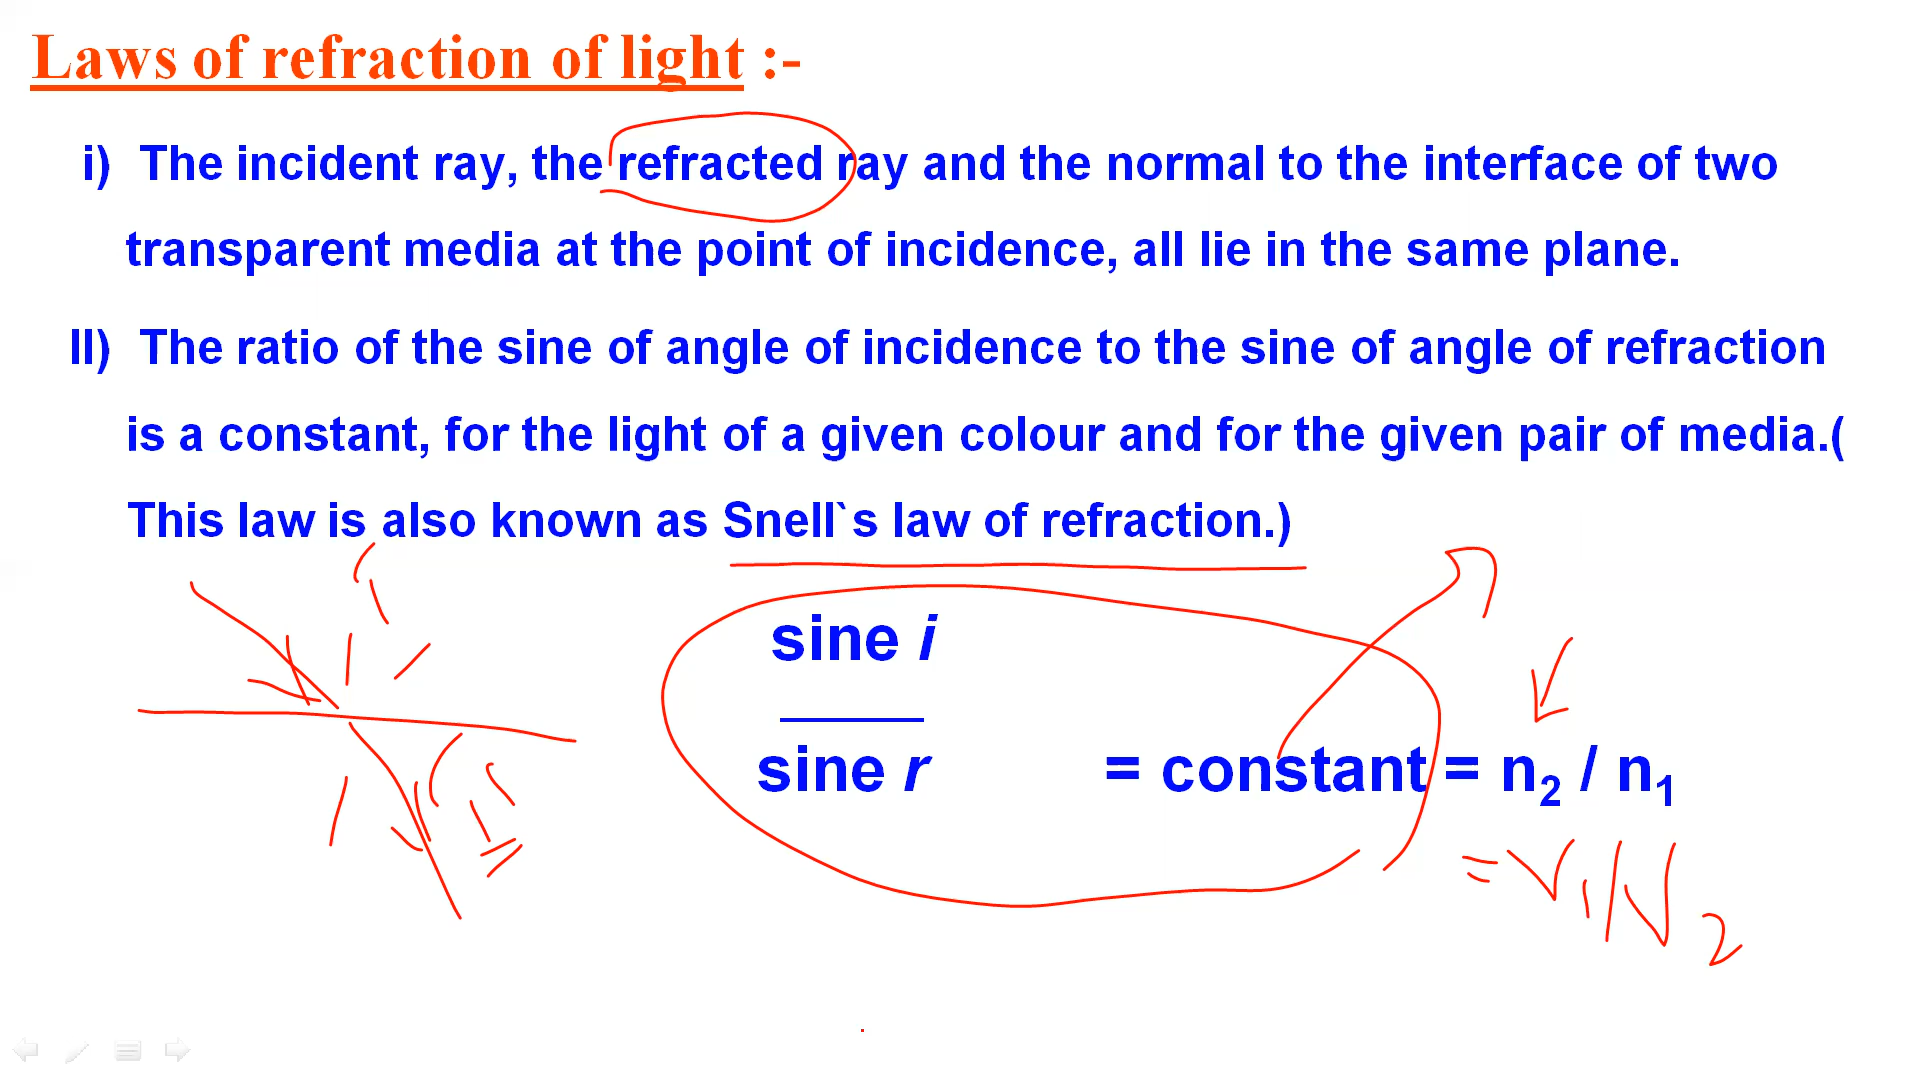 Laws of refraction of light :-
i) The incident ray, the refracted ray and the normal to the interface of two
transparent media at the point of incidence, all lie in the same plane.
II) The ratio of the sine of angle of incidence to the sine of angle of refraction
is a constant, for the light of a given colour and for the given pair of media.(
This law is also known as Snell`s law of refraction.)
sine i
sine r = constant = n₂ / n₁
= V₁/V₂